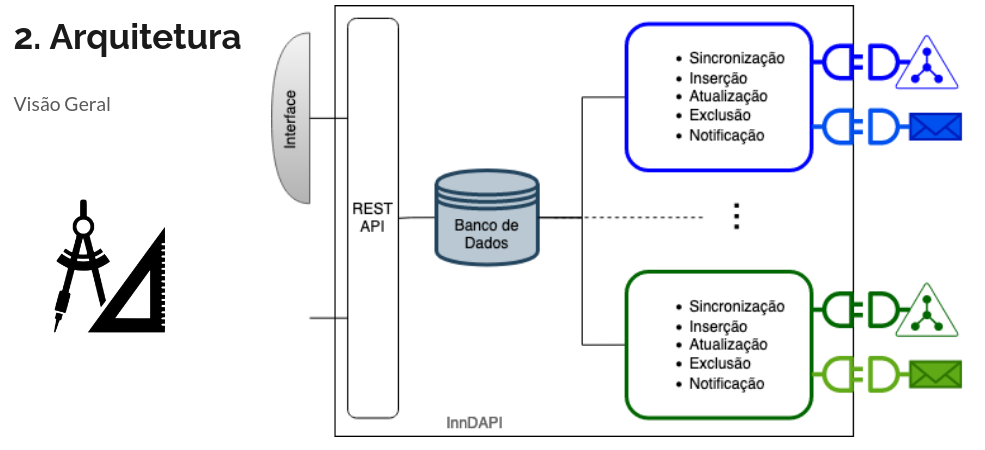 2. Arquitetura
Visão Geral
Interface
REST
API
Banco de
Dados
• Sincronização
• Inserção
• Atualização
• Exclusão
• Notificação
• Sincronização
• Inserção
• Atualização
• Exclusão
• Notificação
InnDAPI